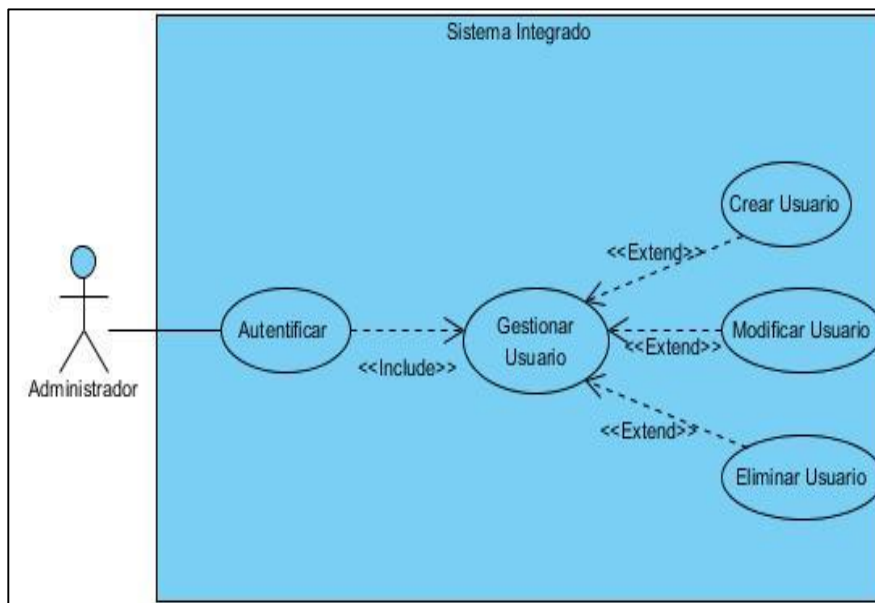 Sistema Integrado
Crear Usuario
<<Extend>>
Administrador
Autentificar
<<Include>>
Gestionar
Usuario
<<Extend>>
Modificar Usuario
<<Extend>>
Eliminar Usuario